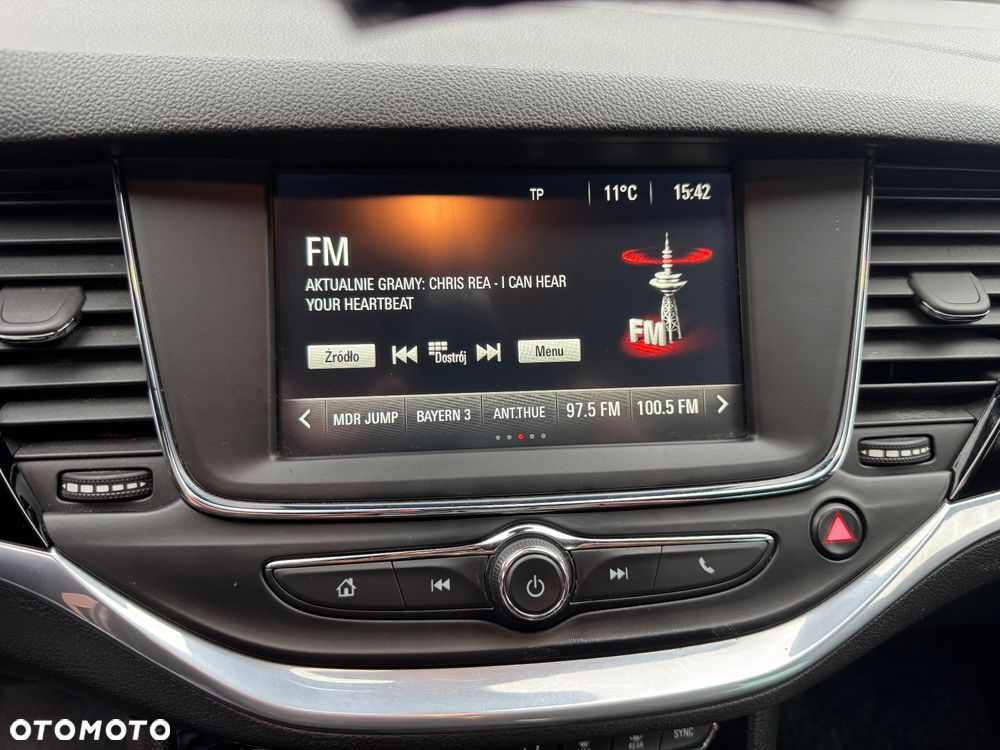 TP 11°C 15:42
FM
AKTUALNIE GRAMY: CHRIS REA - I CAN HEAR
YOUR HEARTBEAT
FM
Źródło Dostrój Menu
MDR JUMP BAYERN 3 ANT.THUE 97.5 FM 100.5 FM
REAR SYNC
OTOMOTO